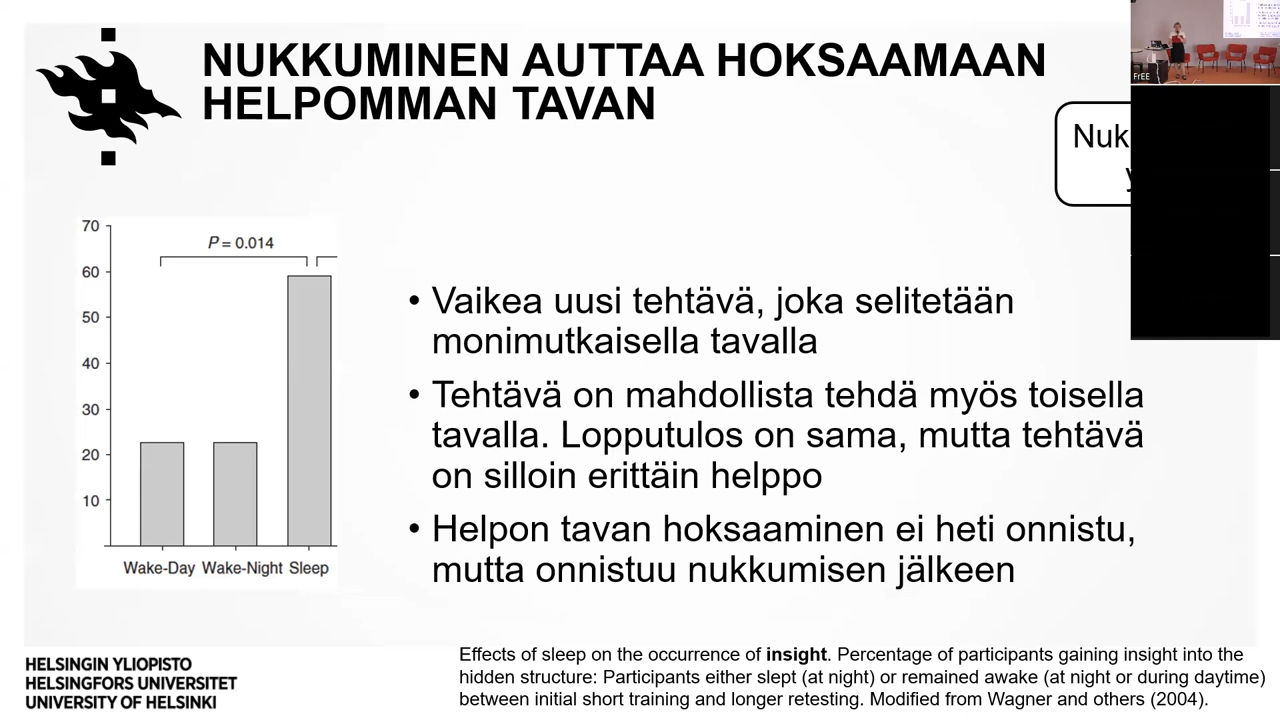 NUKKUMINEN AUTTAA HOKSAAMAAN
HELPOMMAN TAVAN
FrEE
70
P = 0.014
60
50
40
30
20
10
Wake-Day Wake-Night Sleep
• Vaikea uusi tehtävä, joka selitetään
monimutkaisella tavalla
• Tehtävä on mahdollista tehdä myös toisella
tavalla. Lopputulos on sama, mutta tehtävä
on silloin erittäin helppo
• Helpon tavan hoksaaminen ei heti onnistu,
mutta onnistuu nukkumisen jälkeen
HELSINGIN YLIOPISTO
HELSINGFORS UNIVERSITET
UNIVERSITY OF HELSINKI
Effects of sleep on the occurrence of insight. Percentage of participants gaining insight into the
hidden structure: Participants either slept (at night) or remained awake (at night or during daytime)
between initial short training and longer retesting. Modified from Wagner and others (2004).